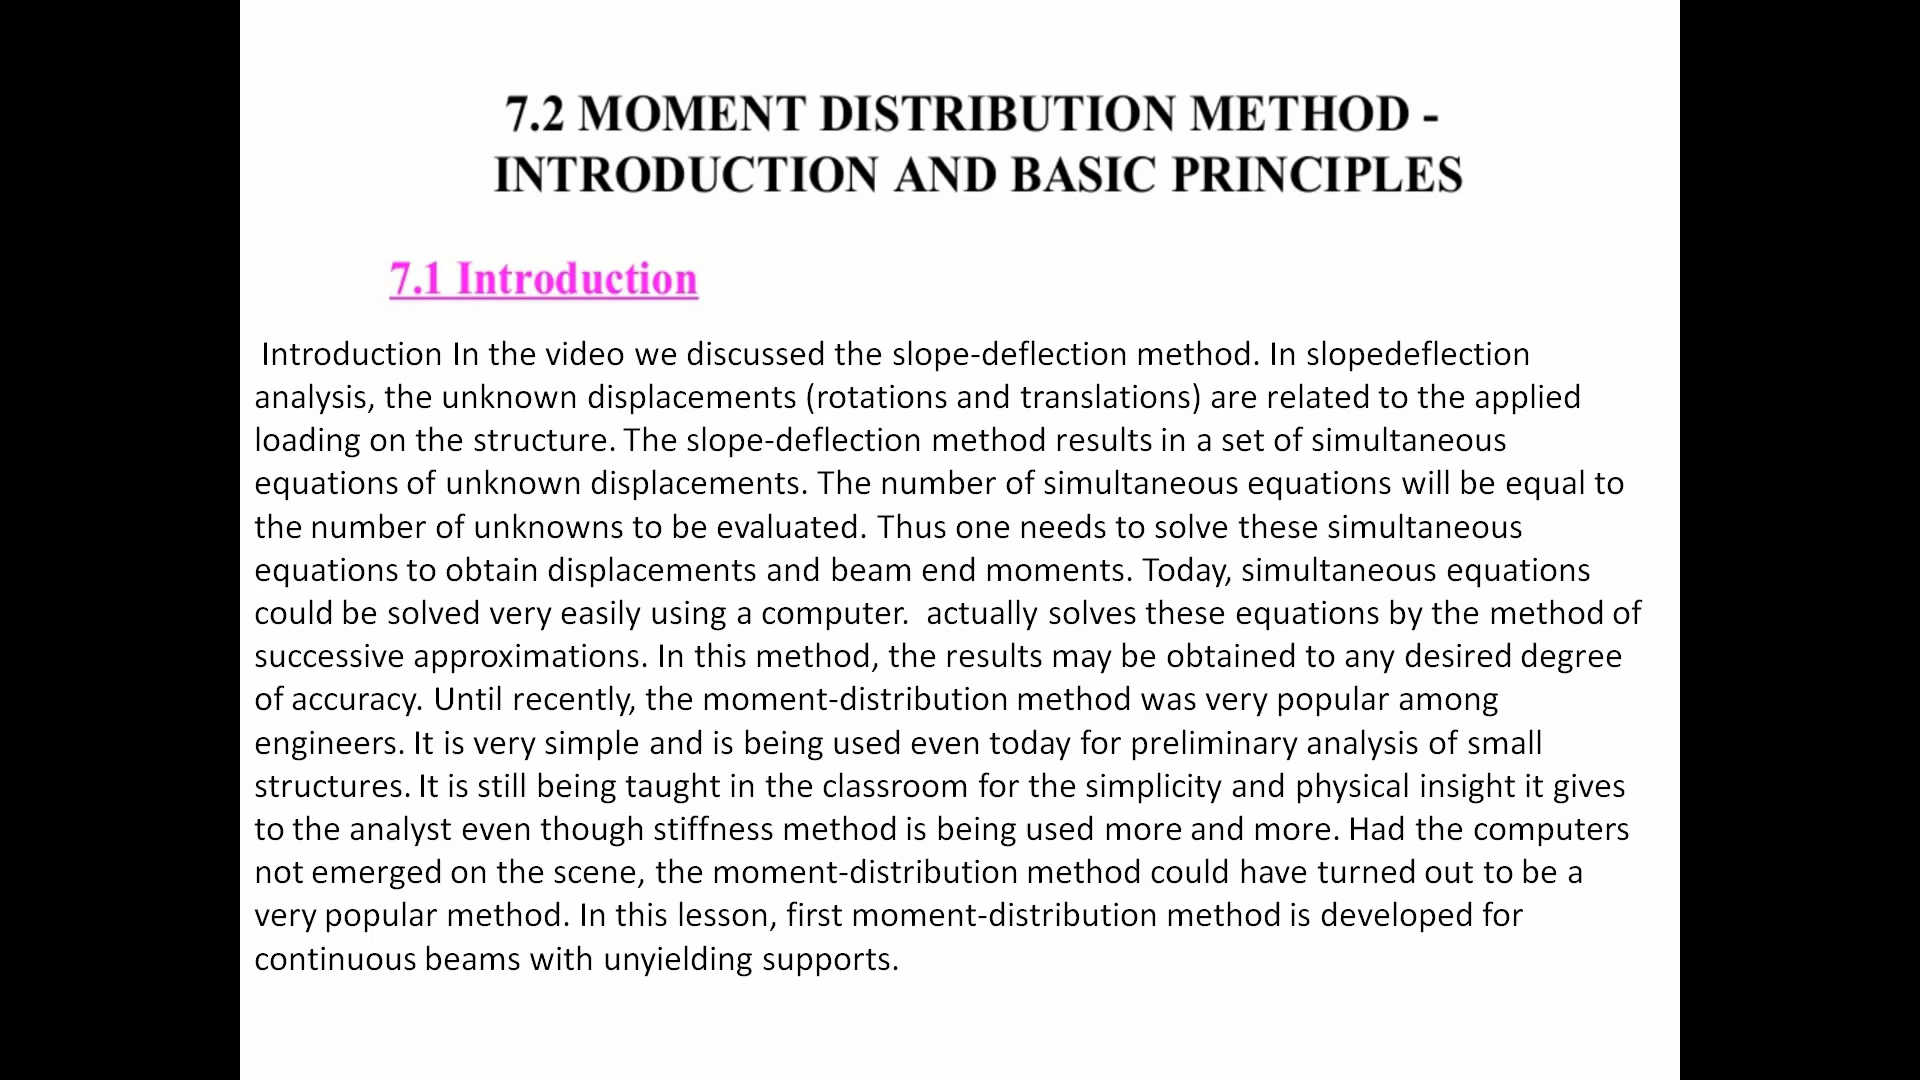 7.2 MOMENT DISTRIBUTION METHOD -
INTRODUCTION AND BASIC PRINCIPLES
7.1 Introduction
Introduction In the video we discussed the slope-deflection method. In slopedeflection
analysis, the unknown displacements (rotations and translations) are related to the applied
loading on the structure. The slope-deflection method results in a set of simultaneous
equations of unknown displacements. The number of simultaneous equations will be equal to
the number of unknowns to be evaluated. Thus one needs to solve these simultaneous
equations to obtain displacements and beam end moments. Today, simultaneous equations
could be solved very easily using a computer.  actually solves these equations by the method of
successive approximations. In this method, the results may be obtained to any desired degree
of accuracy. Until recently, the moment-distribution method was very popular among
engineers. It is very simple and is being used even today for preliminary analysis of small
structures. It is still being taught in the classroom for the simplicity and physical insight it gives
to the analyst even though stiffness method is being used more and more. Had the computers
not emerged on the scene, the moment-distribution method could have turned out to be a
very popular method. In this lesson, first moment-distribution method is developed for
continuous beams with unyielding supports.